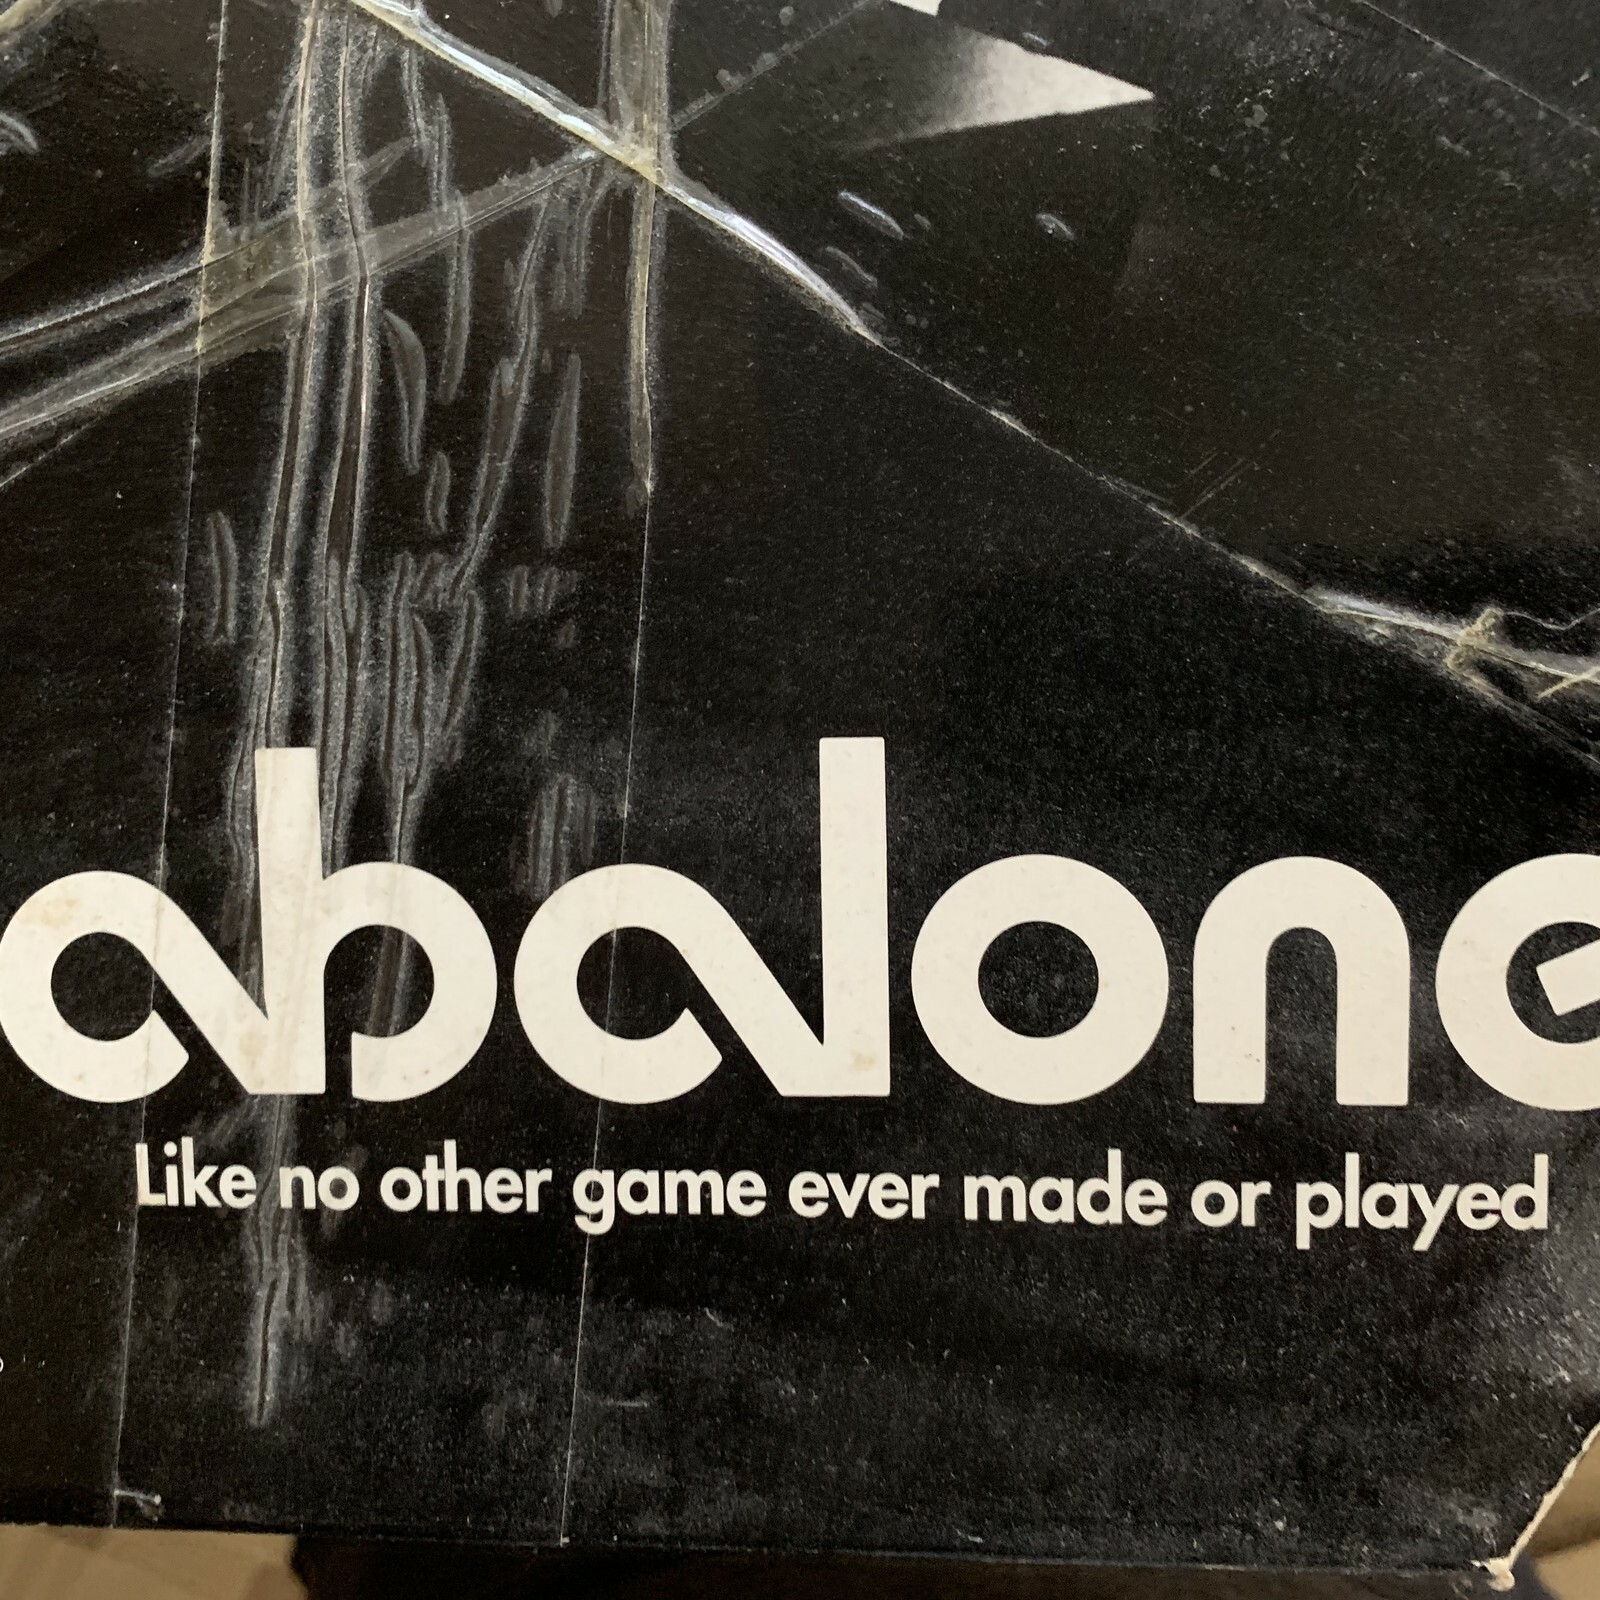 abalone
Like no other game ever made or played